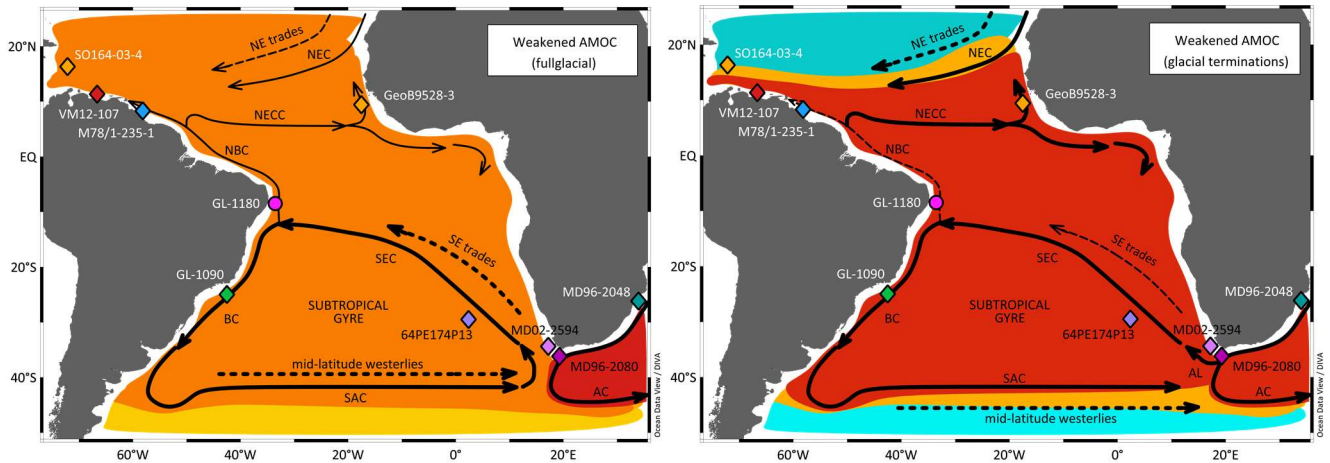 Weakened AMOC
(fullglacial)
20°N
EQ
20°S
40°S
60°W
40°W
20°W
0°
20°E
SO164-03-4
NE trades
NEC
GeoB9528-3
VM12-107
M78/1-235-1
NECC
NBC
GL-1180
SE trades
SEC
GL-1090
SUBTROPICAL
GYRE
BC
64PE174P13
MD02-2594
MD96-2080
mid-latitude westerlies
SAC
AC
Ocean Data View / DIVA
Weakened AMOC
(glacial terminations)
20°N
EQ
20°S
40°S
60°W
40°W
20°W
0°
20°E
SO164-03-4
NE trades
NEC
GeoB9528-3
VM12-107
M78/1-235-1
NECC
NBC
GL-1180
SE trades
SEC
GL-1090
MD96-2048
SUBTROPICAL
GYRE
BC
64PE174P13
MD02-2594
MD96-2080
AL
SAC
AC
mid-latitude westerlies
Ocean Data View / DIVA